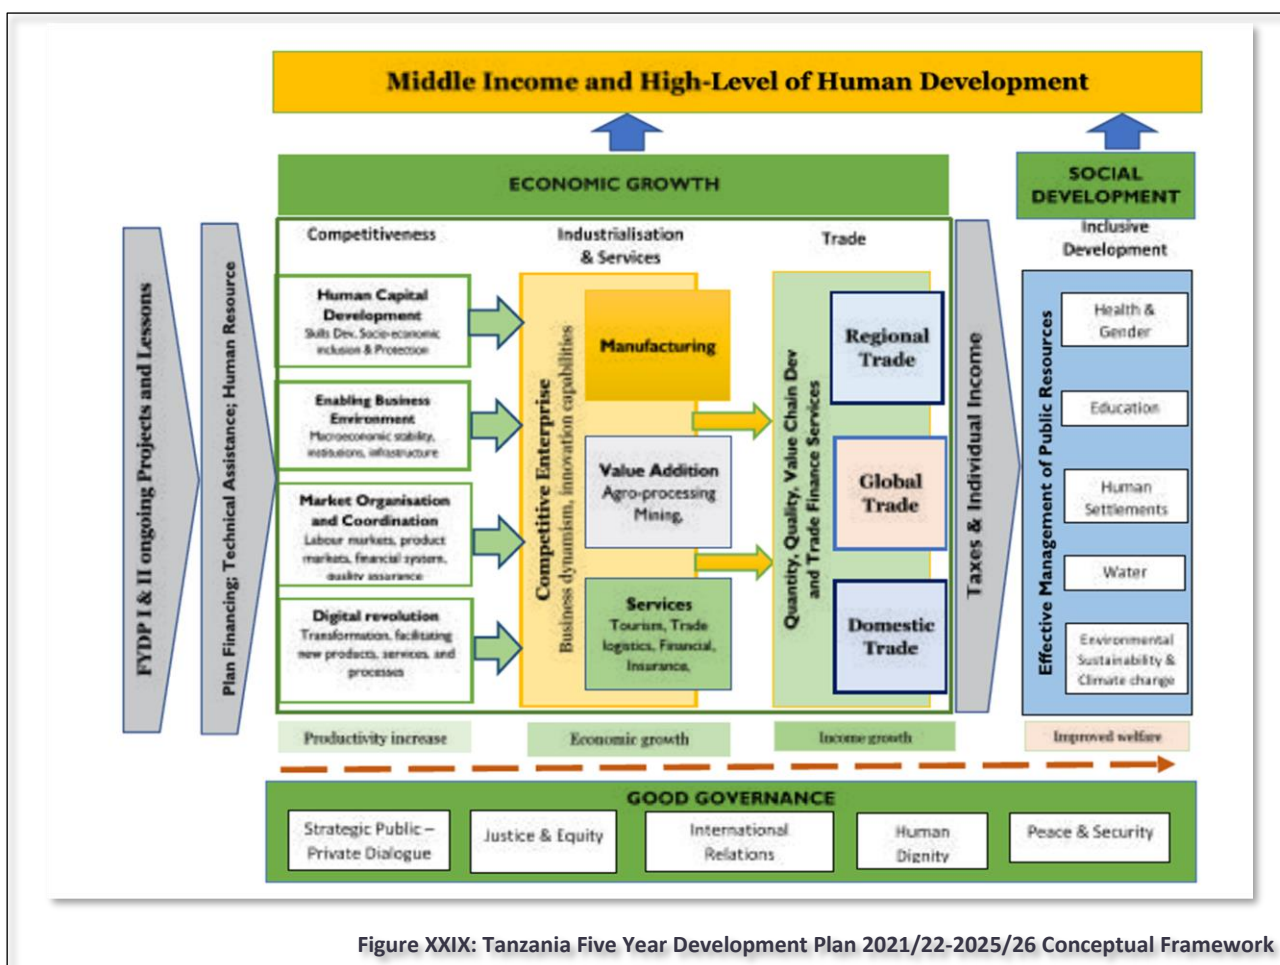 Middle Income and High-Level of Human Development
ECONOMIC GROWTH
SOCIAL
DEVELOPMENT
FYDP I & II ongoing Projects and Lessons
Plan Financing; Technical Assistance; Human Resource
Competitiveness
Human Capital
Development
Skills Dev, Socio-economic
inclusion & Protection
Enabling Business
Environment
Macroeconomic stability,
institutions, infrastructure
Market Organisation
and Coordination
Labour markets, product
markets, financial system,
quality assurance
Digital revolution
Transformation, facilitating
new products, services, and
processes
Industrialisation
& Services
Competitive Enterprise
Business dynamism, innovation capabilities
Manufacturing
Value Addition
Agro-processing
Mining,
Services
Tourism, Trade
logistics, Financial,
Insurance,
Trade
Quantity, Quality, Value Chain Dev
and Trade Finance Services
Regional
Trade
Global
Trade
Domestic
Trade
Taxes & Individual Income
Inclusive
Development
Effective Management of Public Resources
Health &
Gender
Education
Human
Settlements
Water
Environmental
Sustainability &
Climate change
Productivity increase
Economic growth
Income growth
Improved welfare
GOOD GOVERNANCE
Strategic Public –
Private Dialogue
Justice & Equity
International
Relations
Human
Dignity
Peace & Security
Figure XXIX: Tanzania Five Year Development Plan 2021/22-2025/26 Conceptual Framework